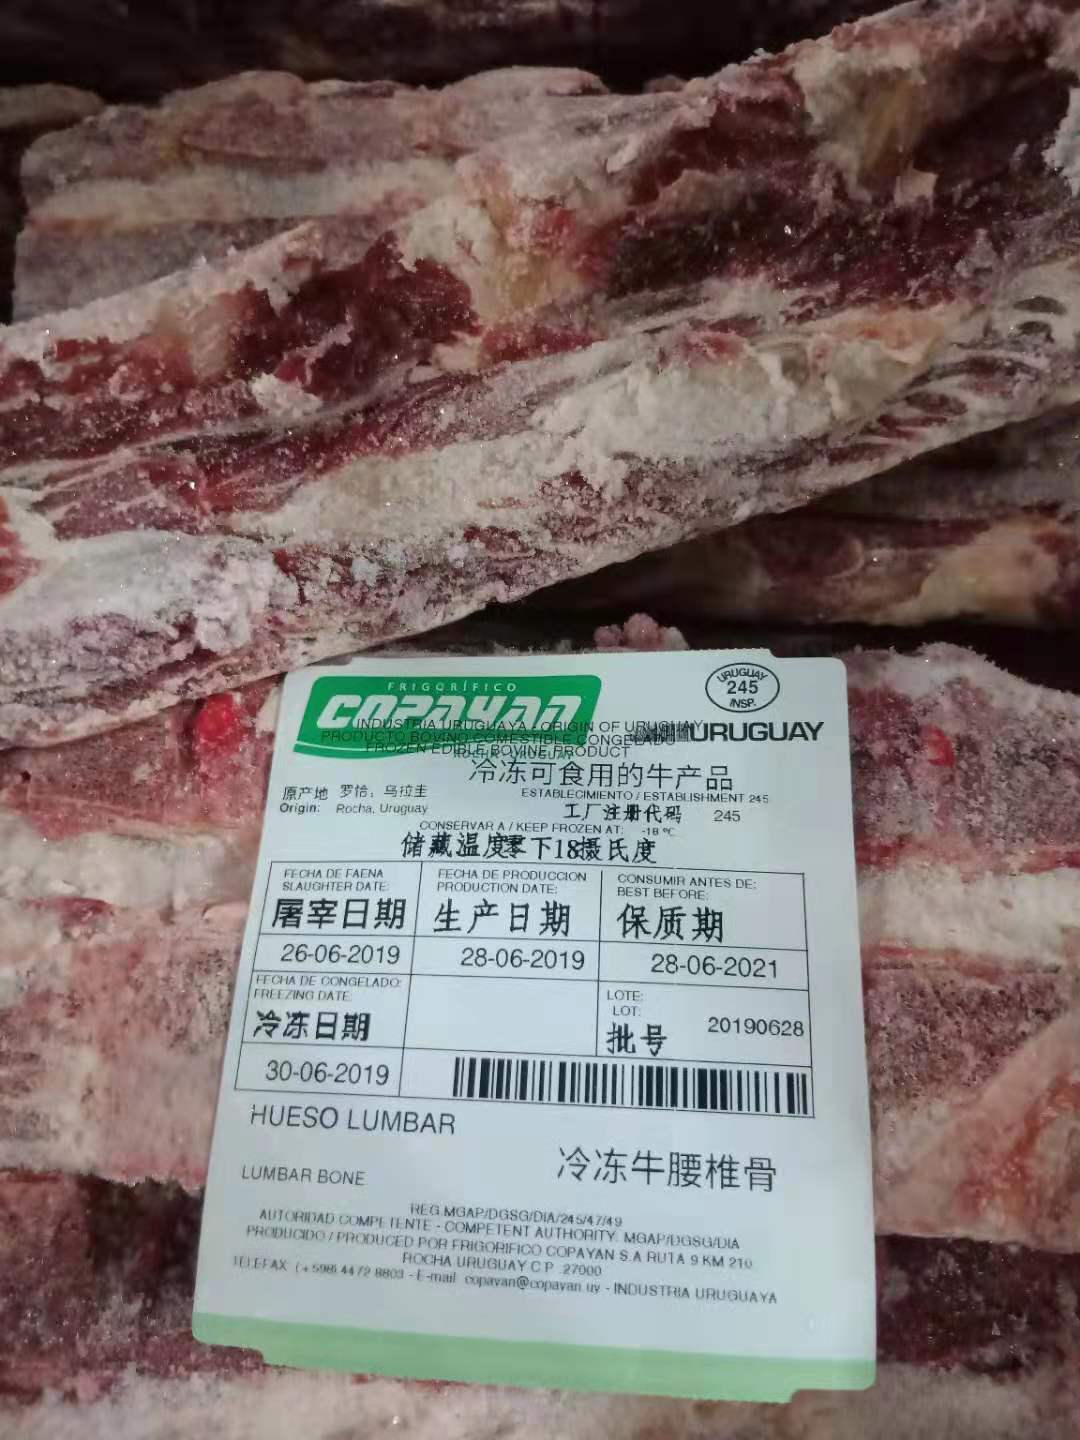 FRIGORÍFICO
COPAYAN
ROCHA - URUGUAY
URUGUAY
245
INSP.
URUGUAY
INDUSTRIA URUGUAYA - ORIGIN OF URUGUAY
PRODUCTO BOVINO COMESTIBLE CONGELADO
FROZEN EDIBLE BOVINE PRODUCT
冷冻可食用的牛产品
原产地 罗恰，乌拉圭
Origin: Rocha, Uruguay
ESTABLECIMIENTO / ESTABLISHMENT 245
工厂注册代码 245
CONSERVAR A / KEEP FROZEN AT: -18 ºC
储藏温度零下18摄氏度
FECHA DE FAENA
SLAUGHTER DATE:
屠宰日期
26-06-2019
FECHA DE PRODUCCION
PRODUCTION DATE:
生产日期
28-06-2019
CONSUMIR ANTES DE:
BEST BEFORE:
保质期
28-06-2021
FECHA DE CONGELADO:
FREEZING DATE:
冷冻日期
30-06-2019
LOTE:
LOT:
批号 20190628
HUESO LUMBAR
冷冻牛腰椎骨
LUMBAR BONE
REG.MGAP/DGSG/DIA/245/47/49
AUTORIDAD COMPETENTE - COMPETENT AUTHORITY: MGAP/DGSG/DIA
PRODUCIDO / PRODUCED POR FRIGORIFICO COPAYAN S.A RUTA 9 KM 210
ROCHA URUGUAY C.P. 27000
TELEFAX: (+598) 4472 8803 - E-mail: copayan@copayan.uy - INDUSTRIA URUGUAYA